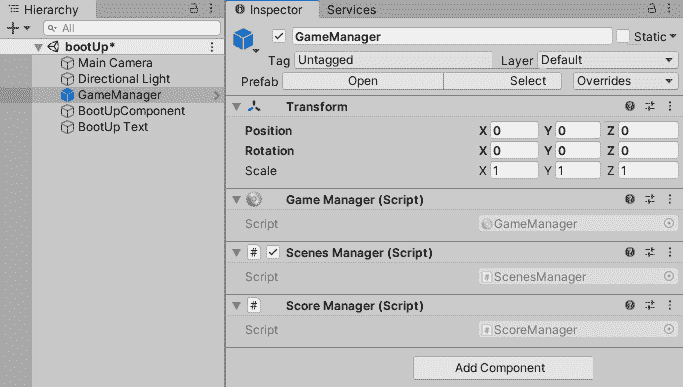 Hierarchy
All
bootUp*
Main Camera
Directional Light
GameManager
BootUpComponent
BootUp Text
Inspector Services
GameManager Static
Tag Untagged Layer Default
Prefab Open Select Overrides
Transform
Position X 0 Y 0 Z 0
Rotation X 0 Y 0 Z 0
Scale X 1 Y 1 Z 1
Game Manager (Script)
Script GameManager
# Scenes Manager (Script)
Script # ScenesManager
# Score Manager (Script)
Script # ScoreManager
Add Component